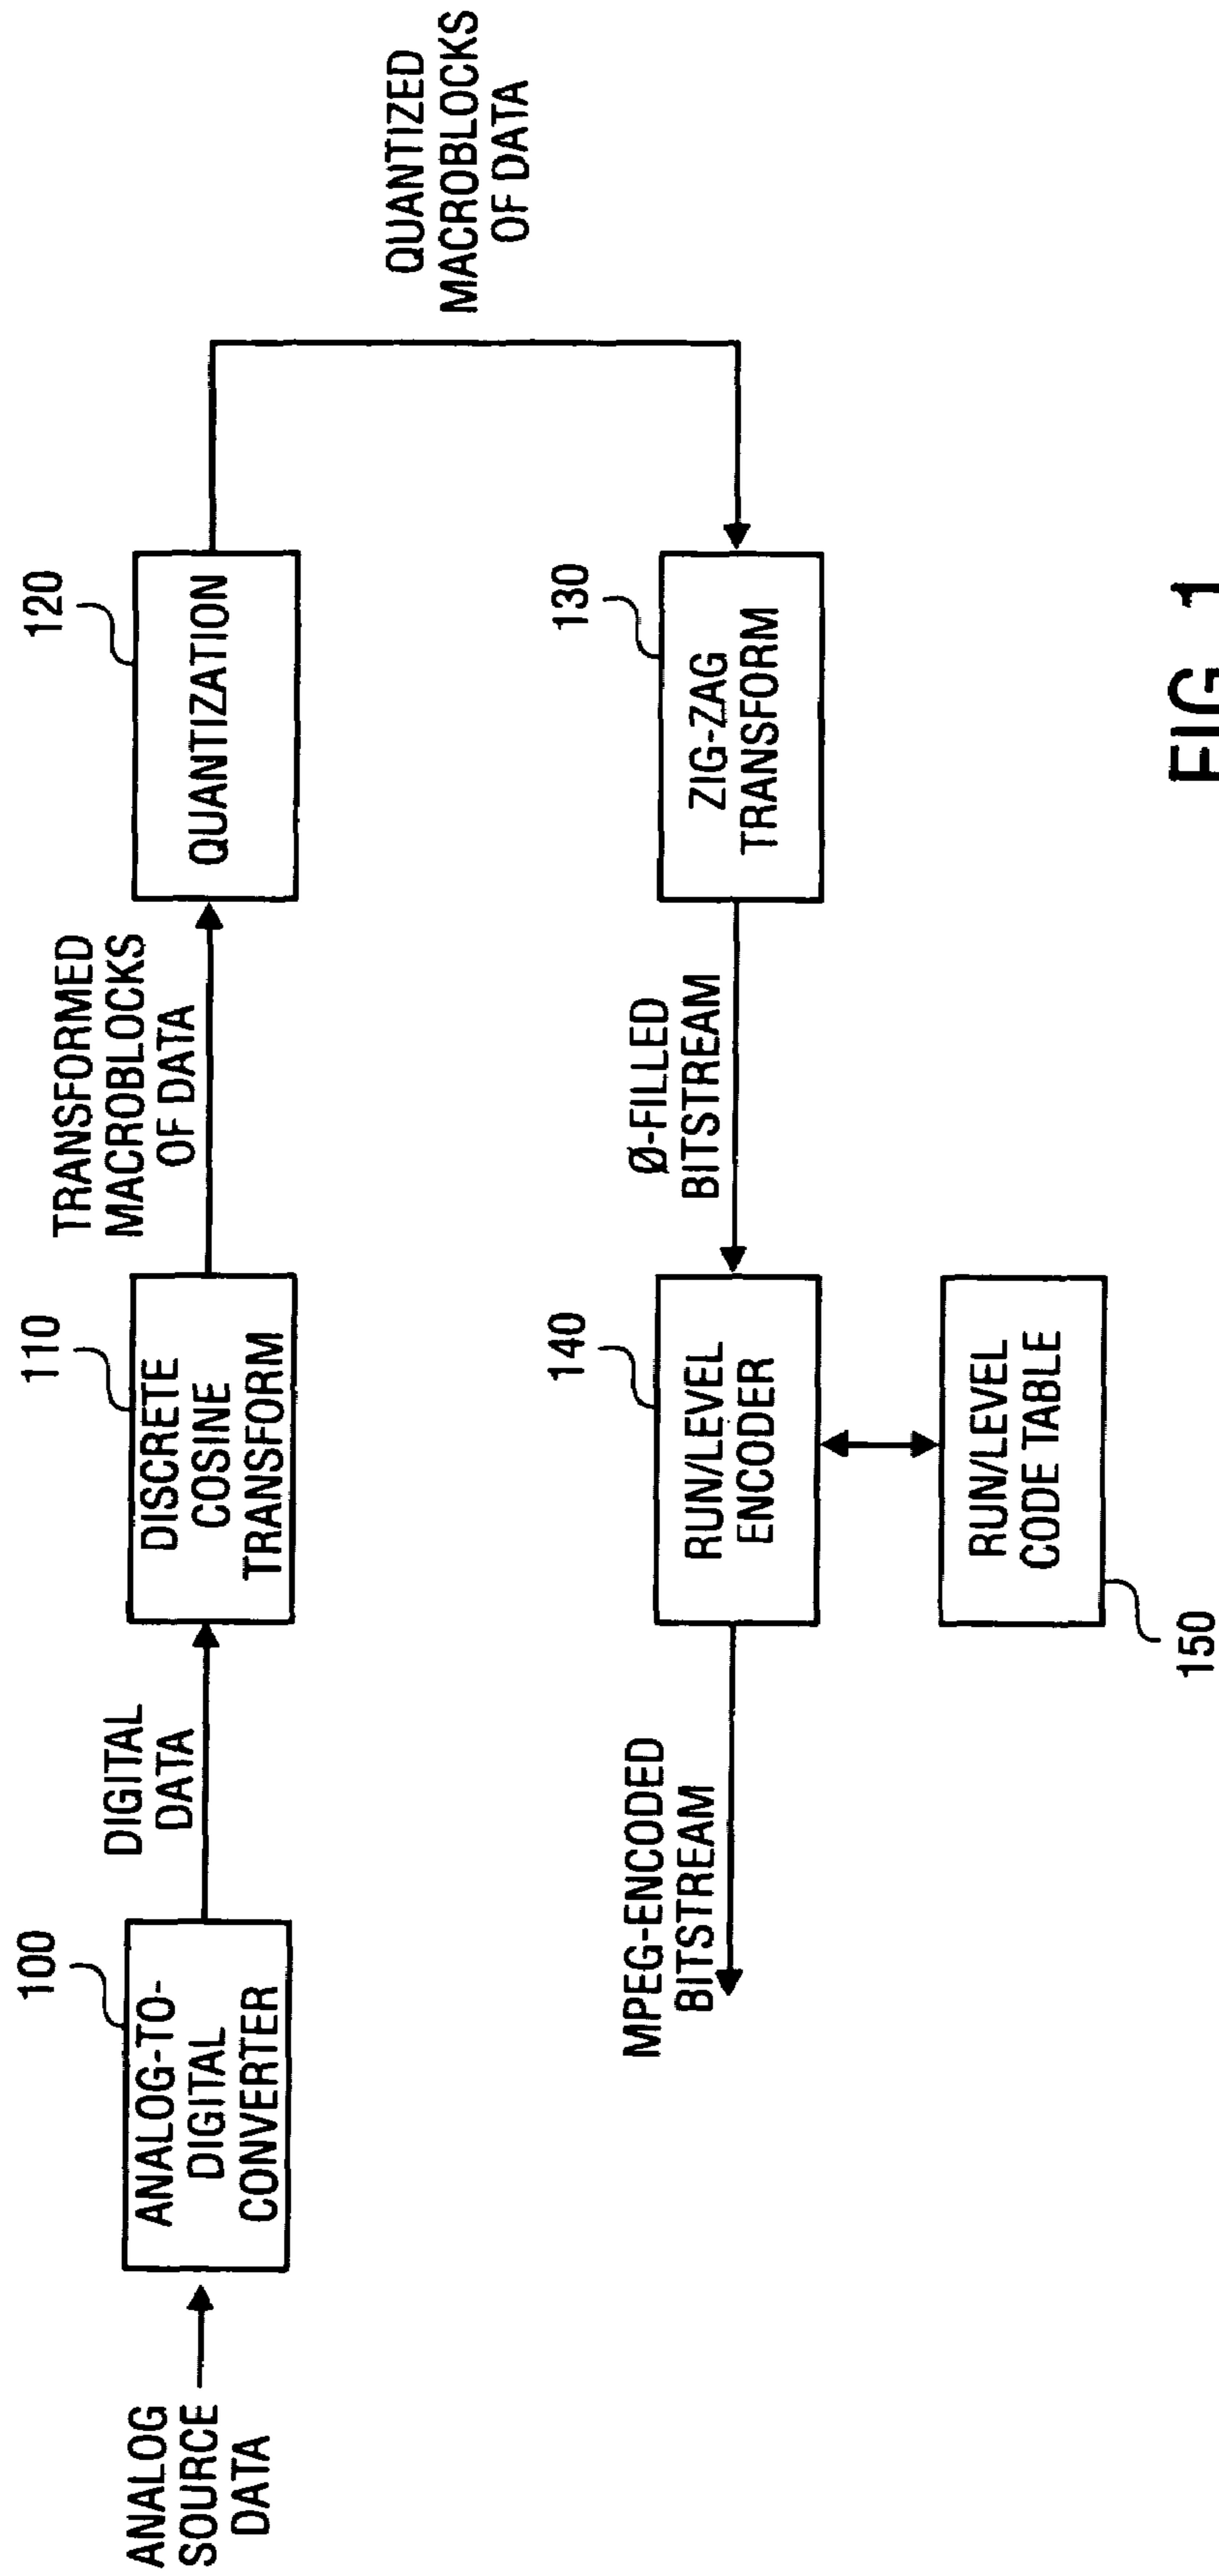 ANALOG
SOURCE
DATA
100
ANALOG-TO-
DIGITAL
CONVERTER
DIGITAL
DATA
110
DISCRETE
COSINE
TRANSFORM
TRANSFORMED
MACROBLOCKS
OF DATA
120
QUANTIZATION
QUANTIZED
MACROBLOCKS
OF DATA
130
ZIG-ZAG
TRANSFORM
Ø-FILLED
BITSTREAM
140
RUN/LEVEL
ENCODER
MPEG-ENCODED
BITSTREAM
RUN/LEVEL
CODE TABLE
150
FIG. 1